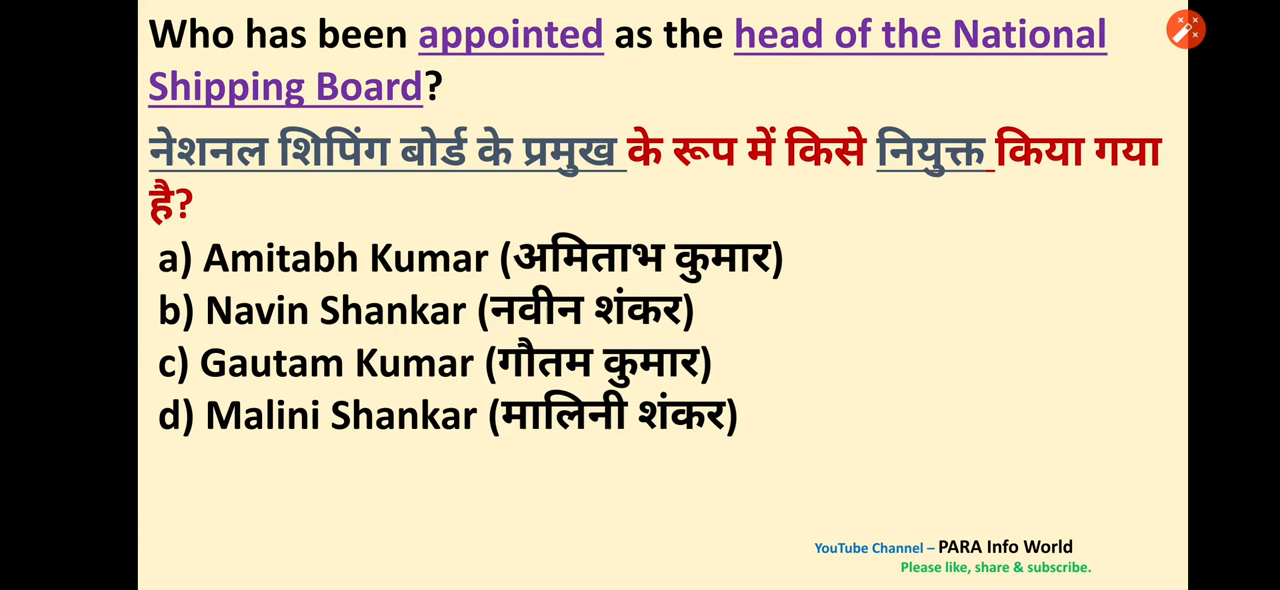 Who has been appointed as the head of the National
Shipping Board?
नेशनल शिपिंग बोर्ड के प्रमुख के रूप में किसे नियुक्त किया गया
है?
a) Amitabh Kumar (अमिताभ कुमार)
b) Navin Shankar (नवीन शंकर)
c) Gautam Kumar (गौतम कुमार)
d) Malini Shankar (मालिनी शंकर)
YouTube Channel – PARA Info World
Please like, share & subscribe.